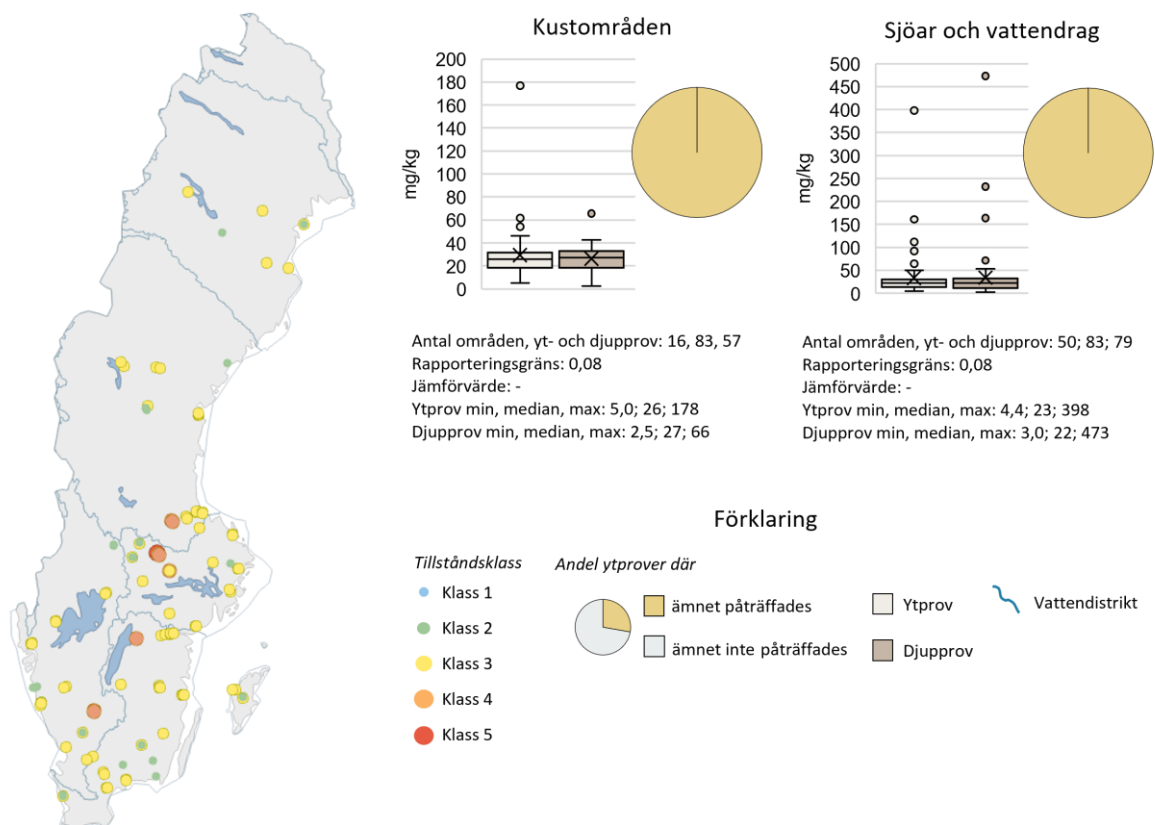 Kustområden
200
180
160
140
120
100
80
60
40
20
0
mg/kg
Antal områden, yt- och djupprov: 16, 83, 57
Rapporteringsgräns: 0,08
Jämförvärde: -
Ytprov min, median, max: 5,0; 26; 178
Djupprov min, median, max: 2,5; 27; 66
Sjöar och vattendrag
500
450
400
350
300
250
200
150
100
50
0
mg/kg
Antal områden, yt- och djupprov: 50; 83; 79
Rapporteringsgräns: 0,08
Jämförvärde: -
Ytprov min, median, max: 4,4; 23; 398
Djupprov min, median, max: 3,0; 22; 473
Förklaring
Tillståndsklass
Klass 1
Klass 2
Klass 3
Klass 4
Klass 5
Andel ytprover där
ämnet påträffades
ämnet inte påträffades
Ytprov
Djupprov
Vattendistrikt